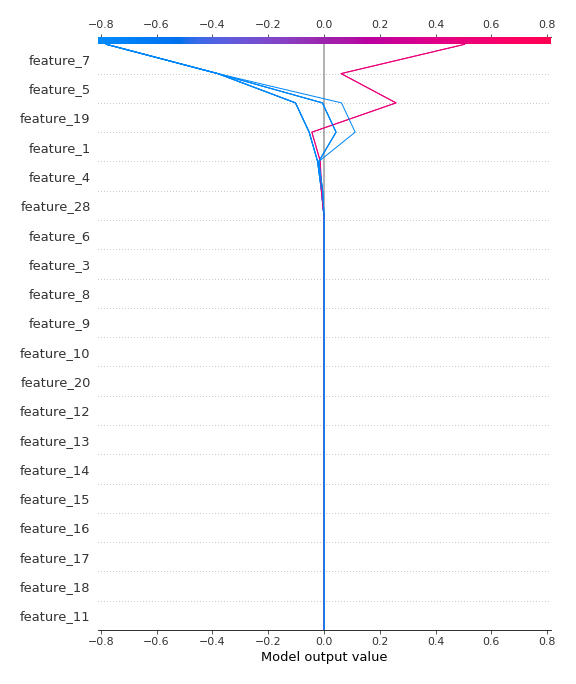 −0.8 −0.6 −0.4 −0.2 0.0 0.2 0.4 0.6 0.8
feature_7
feature_5
feature_19
feature_1
feature_4
feature_28
feature_6
feature_3
feature_8
feature_9
feature_10
feature_20
feature_12
feature_13
feature_14
feature_15
feature_16
feature_17
feature_18
feature_11
−0.8 −0.6 −0.4 −0.2 0.0 0.2 0.4 0.6 0.8
Model output value